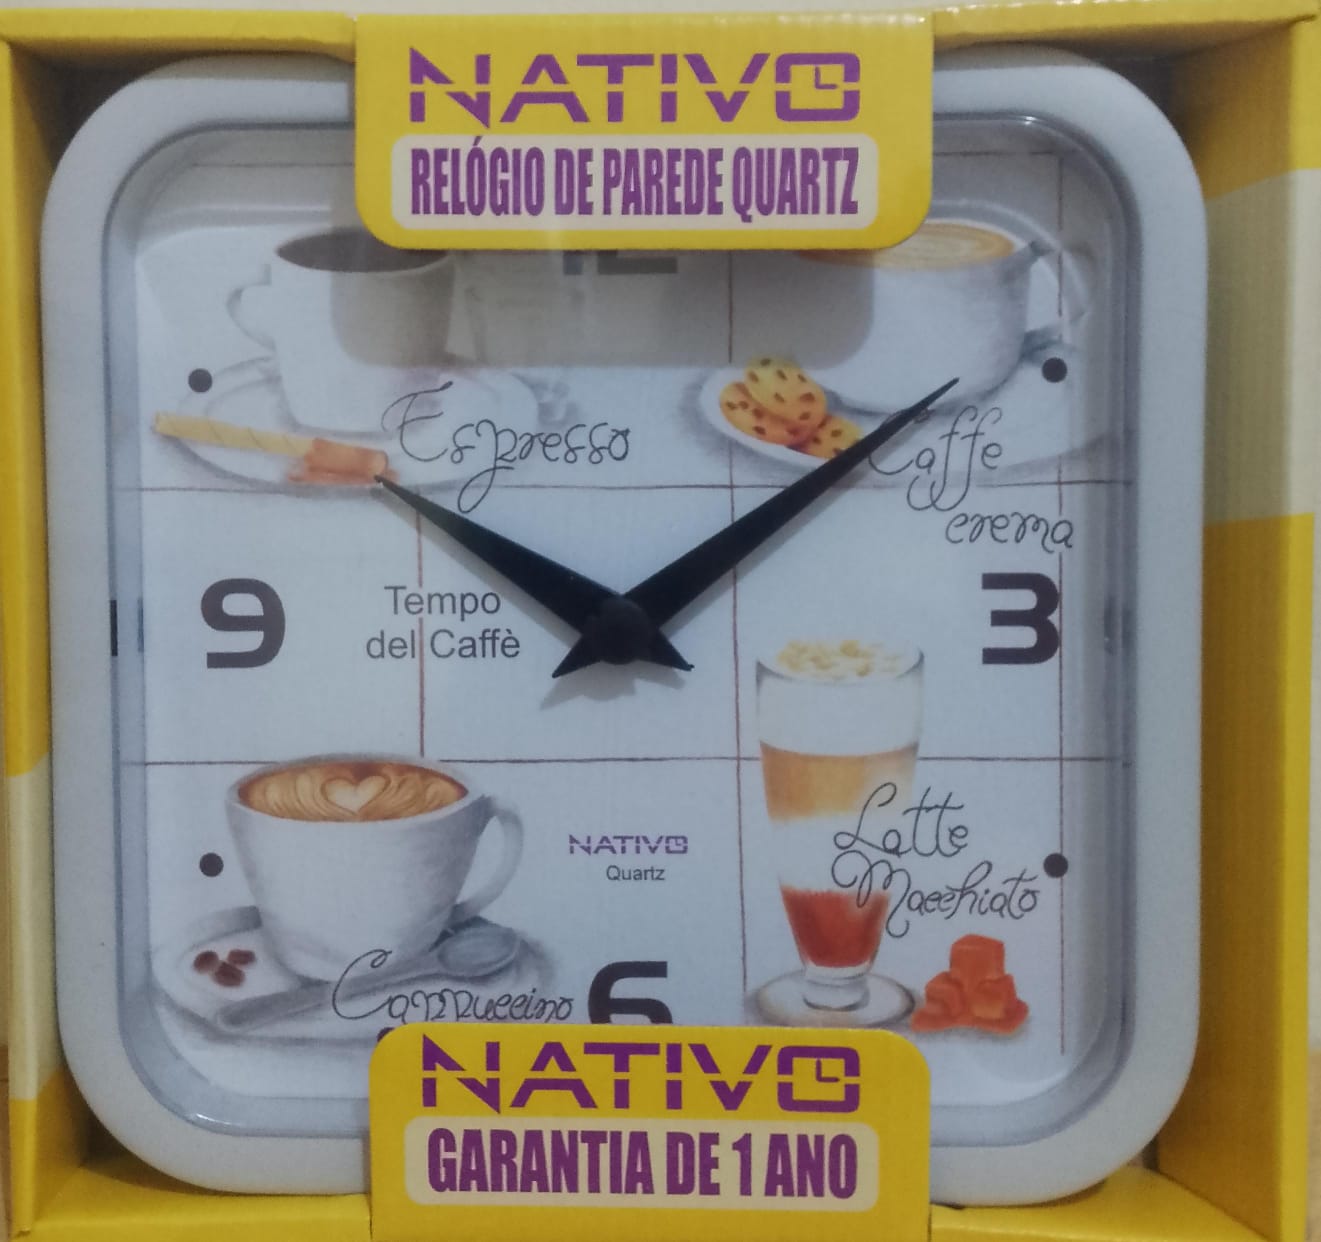 NATIVO
RELÓGIO DE PAREDE QUARTZ
12
Espresso
Caffe
crema
9
Tempo
del Caffè
3
NATIVO
Quartz
Latte
Macchiato
Cappuccino
6
NATIVO
GARANTIA DE 1 ANO